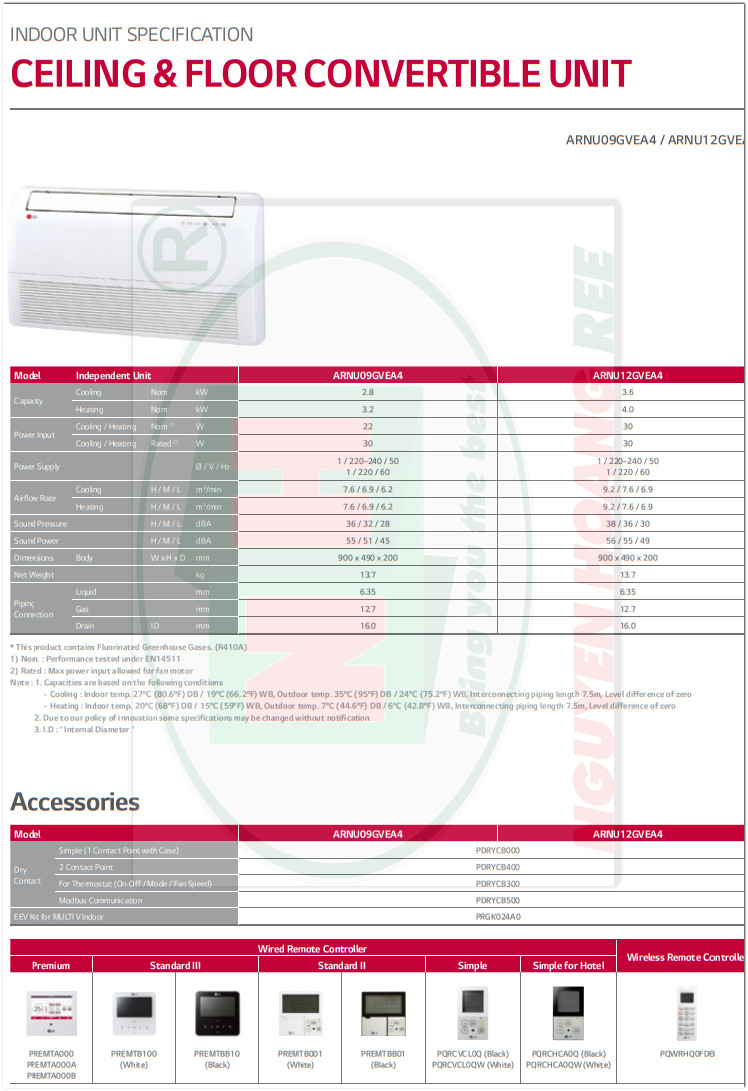 INDOOR UNIT SPECIFICATION
CEILING & FLOOR CONVERTIBLE UNIT
ARNU09GVEA4 / ARNU12GVEA
Model Independent Unit ARNU09GVEA4 ARNU12GVEA4
Capacity Cooling Nom kW 2.8 3.6
Heating Nom kW 3.2 4.0
Power Input Cooling / Heating Nom 1) W 22 30
Cooling / Heating Rated 2) W 30 30
Power Supply Ø / V / Hz 1 / 220~240 / 50 1 / 220~240 / 50
1 / 220 / 60 1 / 220 / 60
Airflow Rate Cooling H / M / L m³/min 7.6 / 6.9 / 6.2 9.2 / 7.6 / 6.9
Heating H / M / L m³/min 7.6 / 6.9 / 6.2 9.2 / 7.6 / 6.9
Sound Pressure H / M / L dBA 36 / 32 / 28 38 / 36 / 30
Sound Power H / M / L dBA 55 / 51 / 45 56 / 55 / 49
Dimensions Body W x H x D mm 900 x 490 x 200 900 x 490 x 200
Net Weight kg 13.7 13.7
Piping Connection Liquid mm 6.35 6.35
Gas mm 12.7 12.7
Drain I.D mm 16.0 16.0
* This product contains Fluorinated Greenhouse Gases. (R410A)
1) Nom. : Performance tested under EN14511
2) Rated : Max power input allowed for fan motor
Note : 1. Capacities are based on the following conditions
- Cooling : Indoor temp. 27°C (80.6°F) DB / 19°C (66.2°F) WB, Outdoor temp. 35°C (95°F) DB / 24°C (75.2°F) WB, Interconnecting piping length 7.5m, Level difference of zero
- Heating : Indoor temp. 20°C (68°F) DB / 15°C (59°F) WB, Outdoor temp. 7°C (44.6°F) DB / 6°C (42.8°F) WB, Interconnecting piping length 7.5m, Level difference of zero
2. Due to our policy of innovation some specifications may be changed without notification
3. I.D : ' Internal Diameter '
Bring you the best
NGUYEN HOANG REE
®
Accessories
Model ARNU09GVEA4 ARNU12GVEA4
Dry Contact Simple (1 Contact Point with Case) PDRYCB000
2 Contact Point PDRYCB400
For Thermostat (On-Off / Mode / Fan Speed) PDRYCB300
Modbus Communication PDRYCB500
EEV Kit for MULTI V Indoor PRGK024A0
Wired Remote Controller Wireless Remote Controlle
Premium Standard III Standard II Simple Simple for Hotel
PREMTA000 PREMTB100 PREMTBB10 PREMTB001 PREMTBB01 PQRCVCL0Q (Black) PQRCHCA0Q (Black) PQWRHQ0FDB
PREMTA000A (White) (Black) (White) (Black) PQRCVCL0QW (White) PQRCHCA0QW (White)
PREMTA000B